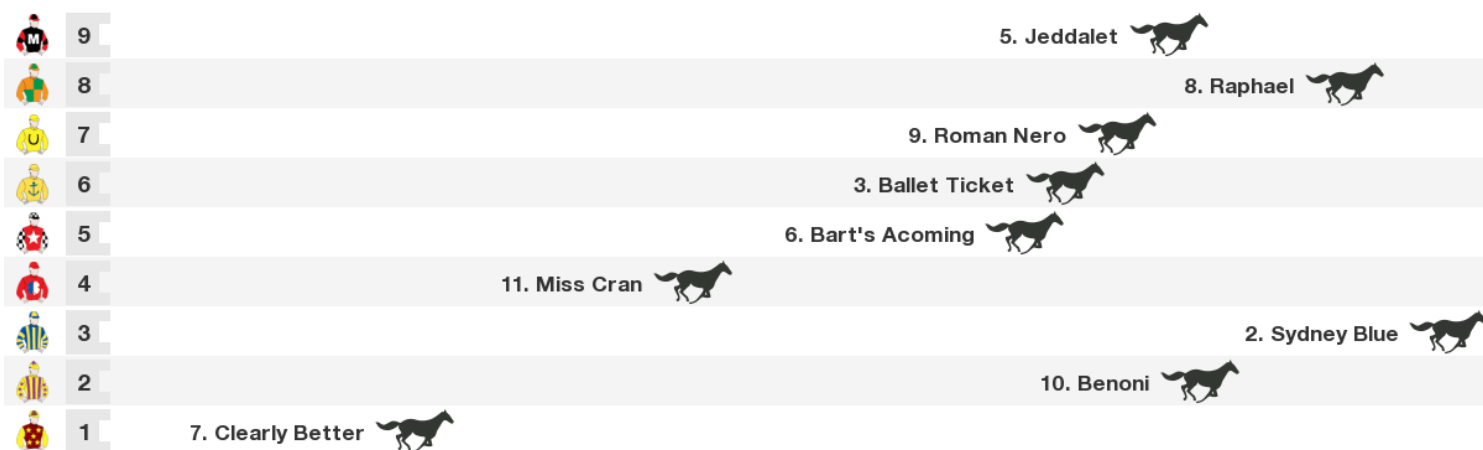 9 5. Jeddalet
8 8. Raphael
7 9. Roman Nero
6 3. Ballet Ticket
5 6. Bart's Acoming
4 11. Miss Cran
3 2. Sydney Blue
2 10. Benoni
1 7. Clearly Better
M
U